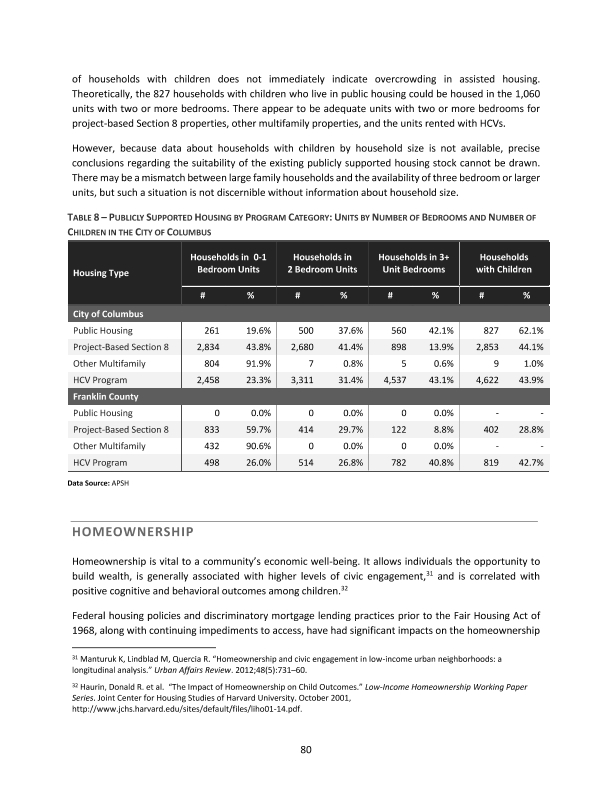 of households with children does not immediately indicate overcrowding in assisted housing.
Theoretically, the 827 households with children who live in public housing could be housed in the 1,060
units with two or more bedrooms. There appear to be adequate units with two or more bedrooms for
project-based Section 8 properties, other multifamily properties, and the units rented with HCVs.
However, because data about households with children by household size is not available, precise
conclusions regarding the suitability of the existing publicly supported housing stock cannot be drawn.
There may be a mismatch between large family households and the availability of three bedroom or larger
units, but such a situation is not discernible without information about household size.
TABLE 8 – PUBLICLY SUPPORTED HOUSING BY PROGRAM CATEGORY: UNITS BY NUMBER OF BEDROOMS AND NUMBER OF
CHILDREN IN THE CITY OF COLUMBUS
Housing Type Households in 0-1 Bedroom Units Households in 2 Bedroom Units Households in 3+ Unit Bedrooms Households with Children
# % # % # % # %
City of Columbus
Public Housing 261 19.6% 500 37.6% 560 42.1% 827 62.1%
Project-Based Section 8 2,834 43.8% 2,680 41.4% 898 13.9% 2,853 44.1%
Other Multifamily 804 91.9% 7 0.8% 5 0.6% 9 1.0%
HCV Program 2,458 23.3% 3,311 31.4% 4,537 43.1% 4,622 43.9%
Franklin County
Public Housing 0 0.0% 0 0.0% 0 0.0% - -
Project-Based Section 8 833 59.7% 414 29.7% 122 8.8% 402 28.8%
Other Multifamily 432 90.6% 0 0.0% 0 0.0% - -
HCV Program 498 26.0% 514 26.8% 782 40.8% 819 42.7%
Data Source: APSH
HOMEOWNERSHIP
Homeownership is vital to a community's economic well-being. It allows individuals the opportunity to
build wealth, is generally associated with higher levels of civic engagement,31 and is correlated with
positive cognitive and behavioral outcomes among children.32
Federal housing policies and discriminatory mortgage lending practices prior to the Fair Housing Act of
1968, along with continuing impediments to access, have had significant impacts on the homeownership
31 Manturuk K, Lindblad M, Quercia R. "Homeownership and civic engagement in low-income urban neighborhoods: a
longitudinal analysis." Urban Affairs Review. 2012;48(5):731–60.
32 Haurin, Donald R. et al. "The Impact of Homeownership on Child Outcomes." Low-Income Homeownership Working Paper
Series. Joint Center for Housing Studies of Harvard University. October 2001,
http://www.jchs.harvard.edu/sites/default/files/liho01-14.pdf.
80